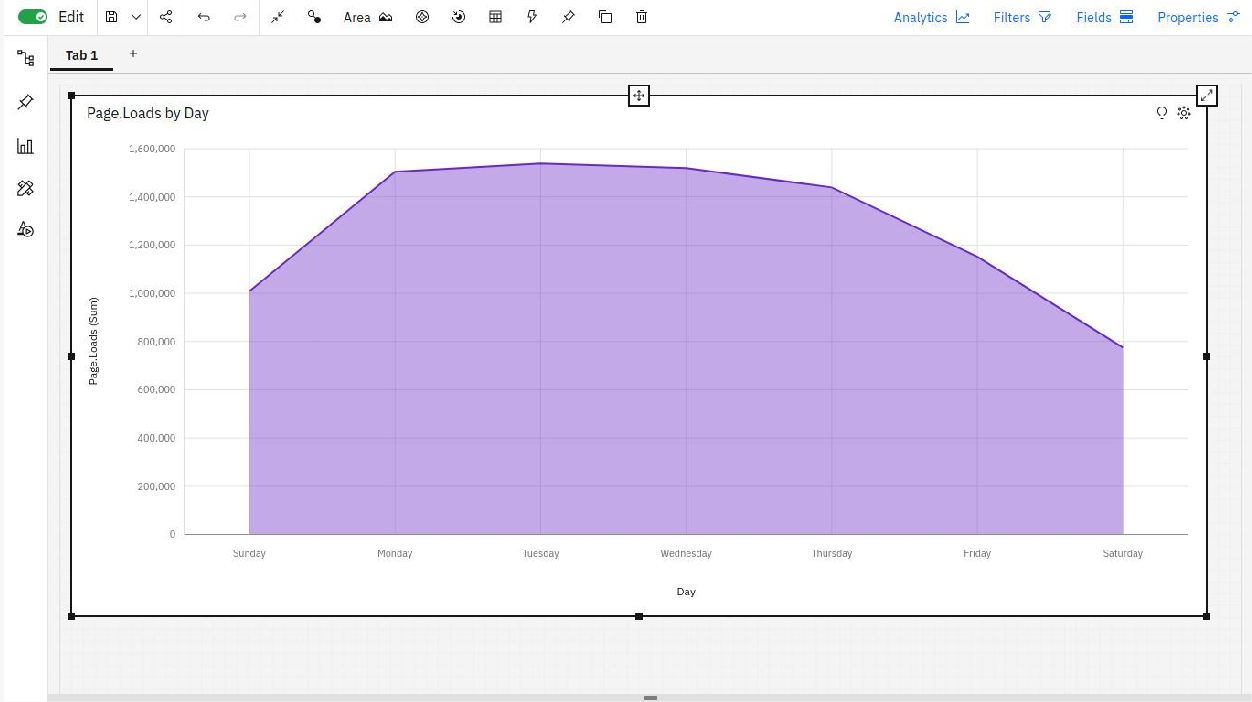 Edit Area Analytics Filters Fields Properties
Tab 1 +
Page.Loads by Day
1,600,000
1,400,000
1,200,000
1,000,000
800,000
600,000
400,000
200,000
0
Page.Loads (Sum)
Sunday Monday Tuesday Wednesday Thursday Friday Saturday
Day